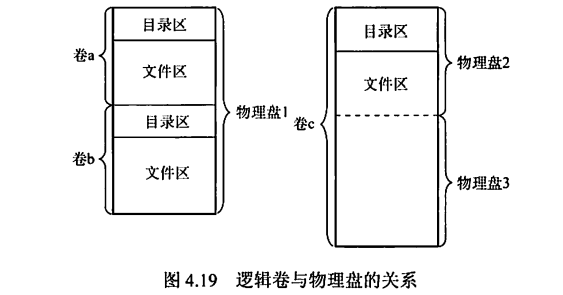 目录区
卷a
文件区
物理盘1
目录区
卷b
文件区
目录区
物理盘2
文件区
卷c
物理盘3
图 4.19 逻辑卷与物理盘的关系